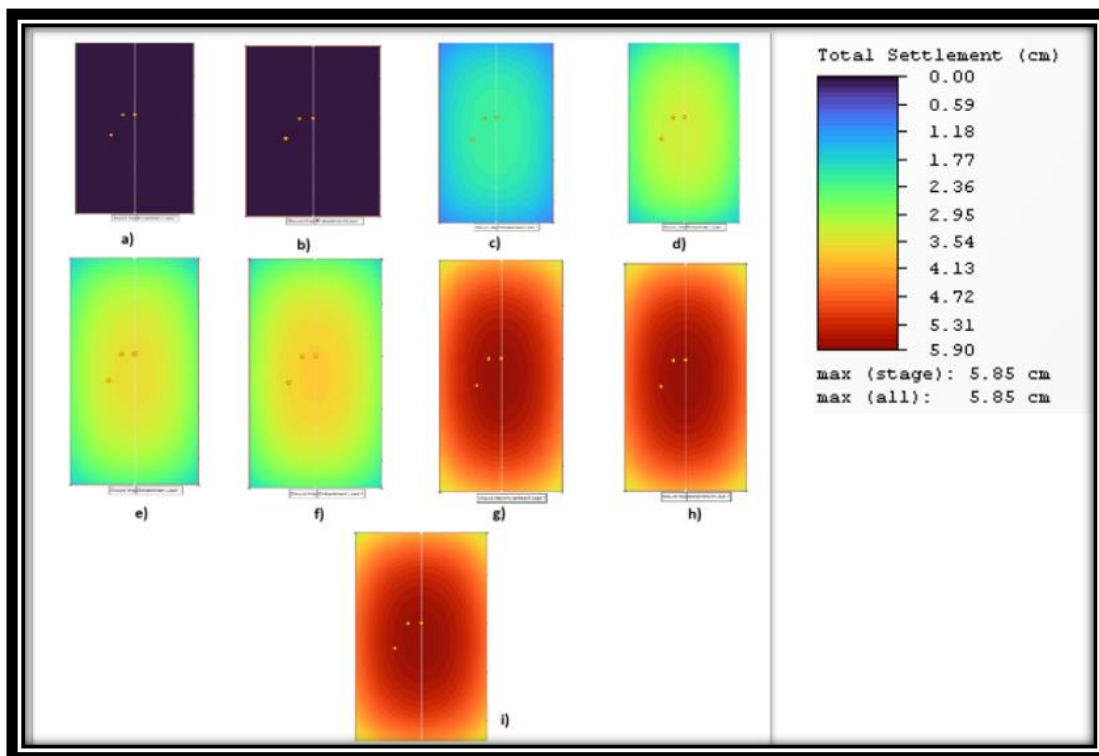 a)
b)
c)
d)
e)
f)
g)
h)
i)
Total Settlement (cm)
0.00
0.59
1.18
1.77
2.36
2.95
3.54
4.13
4.72
5.31
5.90
max (stage): 5.85 cm
max (all): 5.85 cm